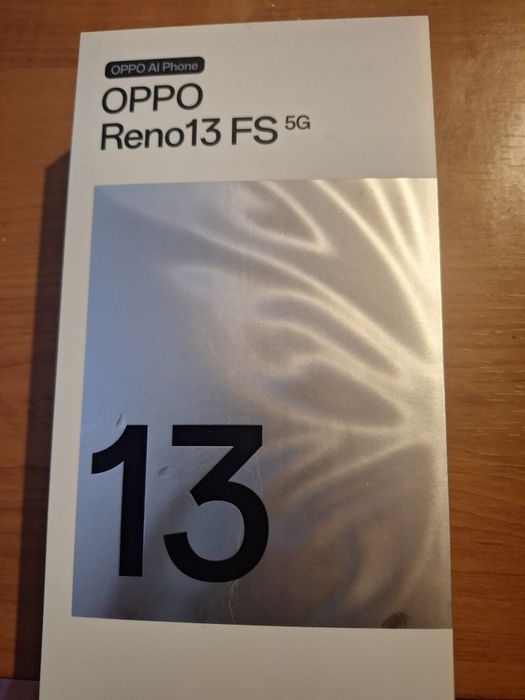 OPPO AI Phone
OPPO
Reno13 FS 5G
13